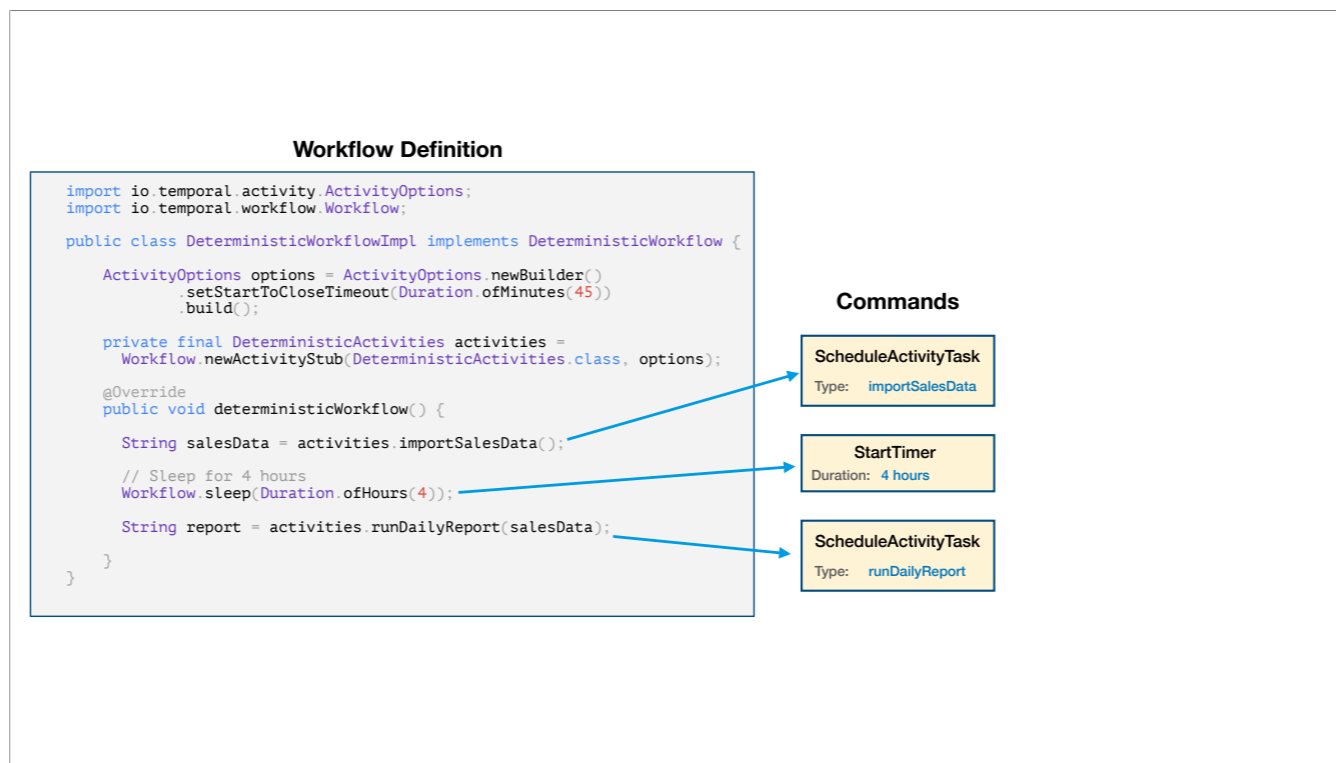 Workflow Definition
import io.temporal.activity.ActivityOptions;
import io.temporal.workflow.Workflow;
public class DeterministicWorkflowImpl implements DeterministicWorkflow {
ActivityOptions options = ActivityOptions.newBuilder()
.setStartToCloseTimeout(Duration.ofMinutes(45))
.build();
private final DeterministicActivities activities =
Workflow.newActivityStub(DeterministicActivities.class, options);
@Override
public void deterministicWorkflow() {
String salesData = activities.importSalesData();
// Sleep for 4 hours
Workflow.sleep(Duration.ofHours(4));
String report = activities.runDailyReport(salesData);
}
}
Commands
ScheduleActivityTask
Type: importSalesData
StartTimer
Duration: 4 hours
ScheduleActivityTask
Type: runDailyReport